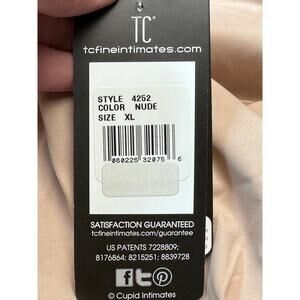 TC
tcfineintimates.com
STYLE 4252
COLOR NUDE
SIZE XL
060225 32075 6
SATISFACTION GUARANTEED
tcfineintimates.com/guarantee
US PATENTS 7228809;
8176864; 8215251; 8839728
© Cupid Intimates